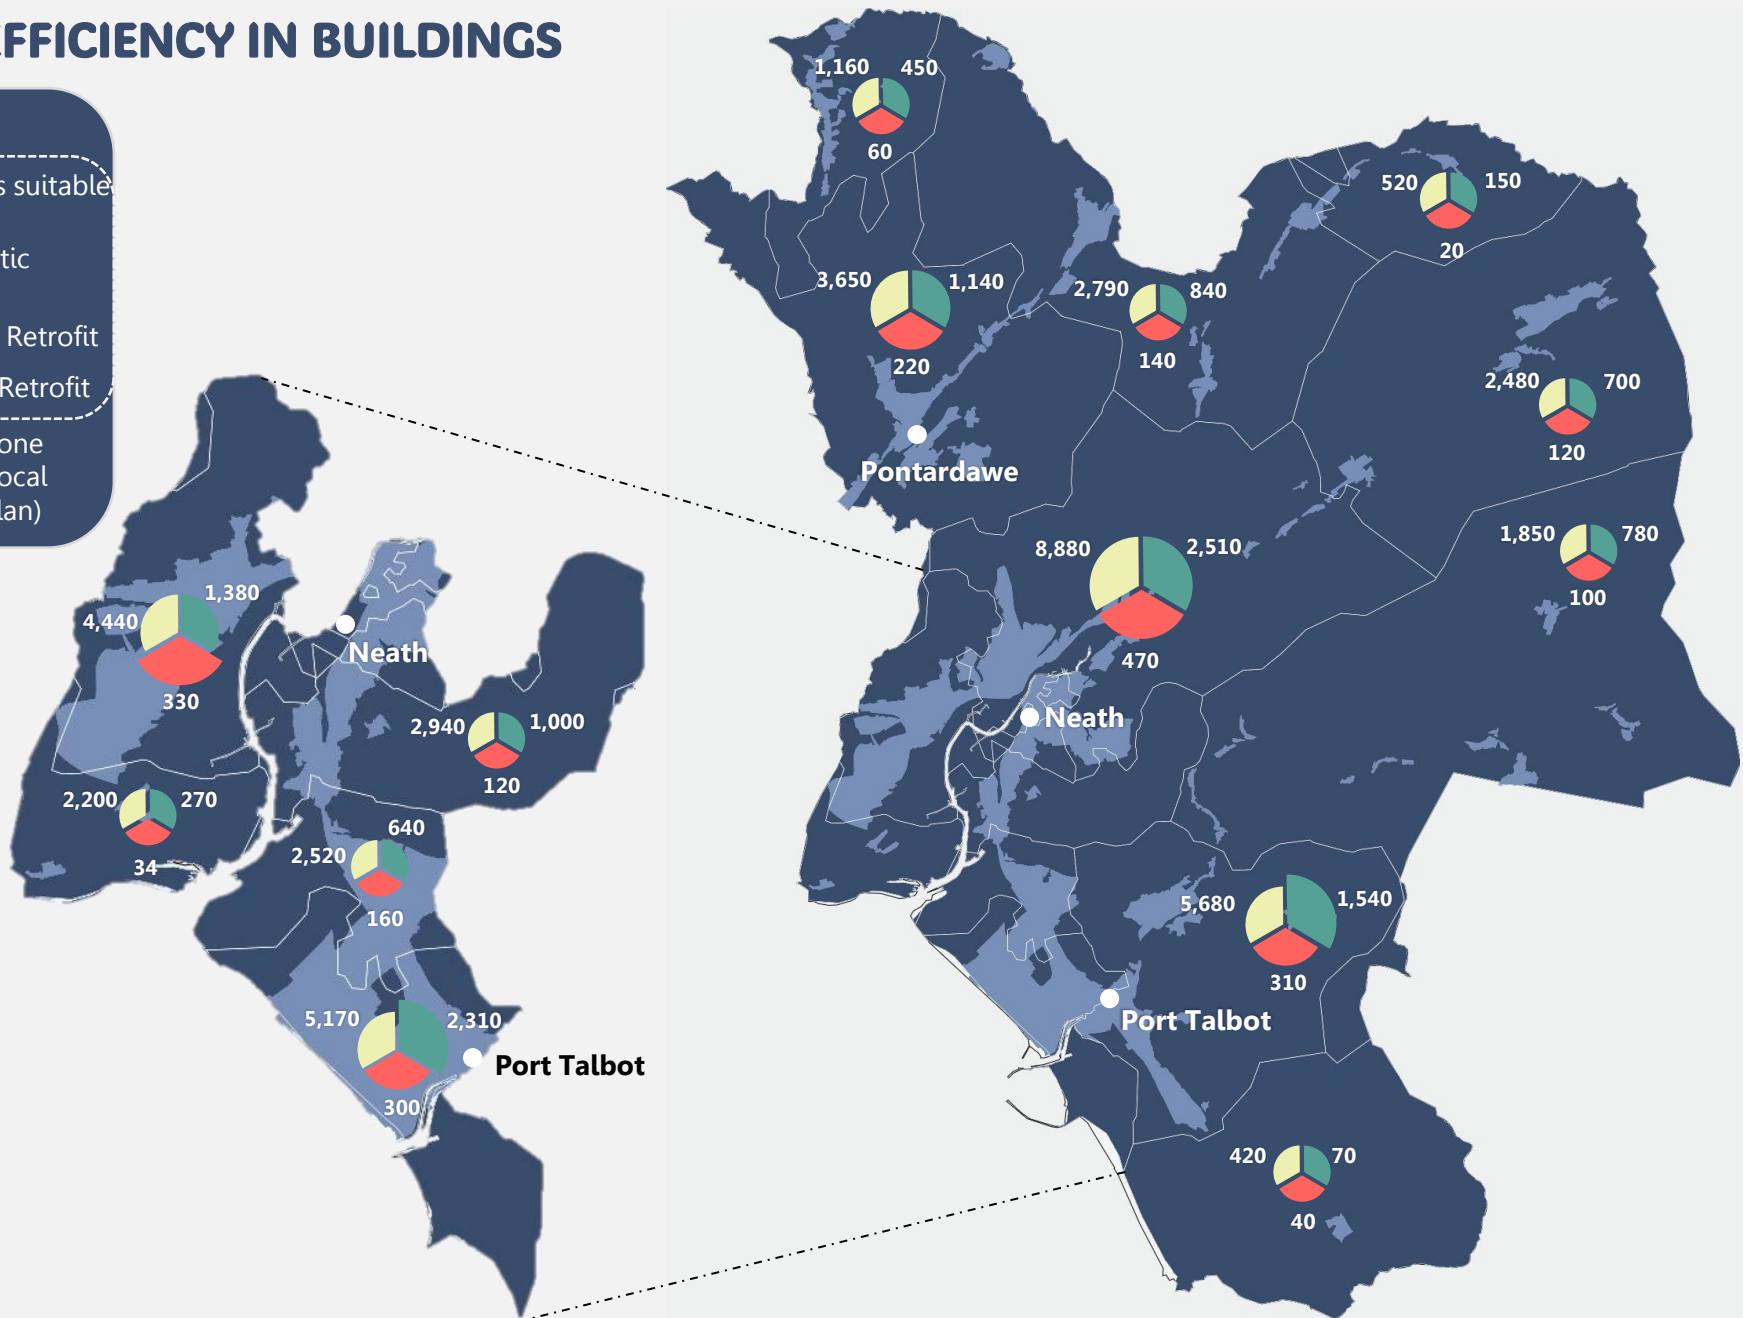 EFFICIENCY IN BUILDINGS
s suitable
tic
Retrofit
Retrofit
one
ocal
lan)
1,160 450
60
520 150
20
3,650 1,140
220
2,790 840
140
2,480 700
120
Pontardawe
1,850 780
100
8,880 2,510
470
Neath
5,680 1,540
310
Port Talbot
420 70
40
4,440 1,380
330
Neath
2,940 1,000
120
2,200 270
34
2,520 640
160
5,170 2,310
300
Port Talbot